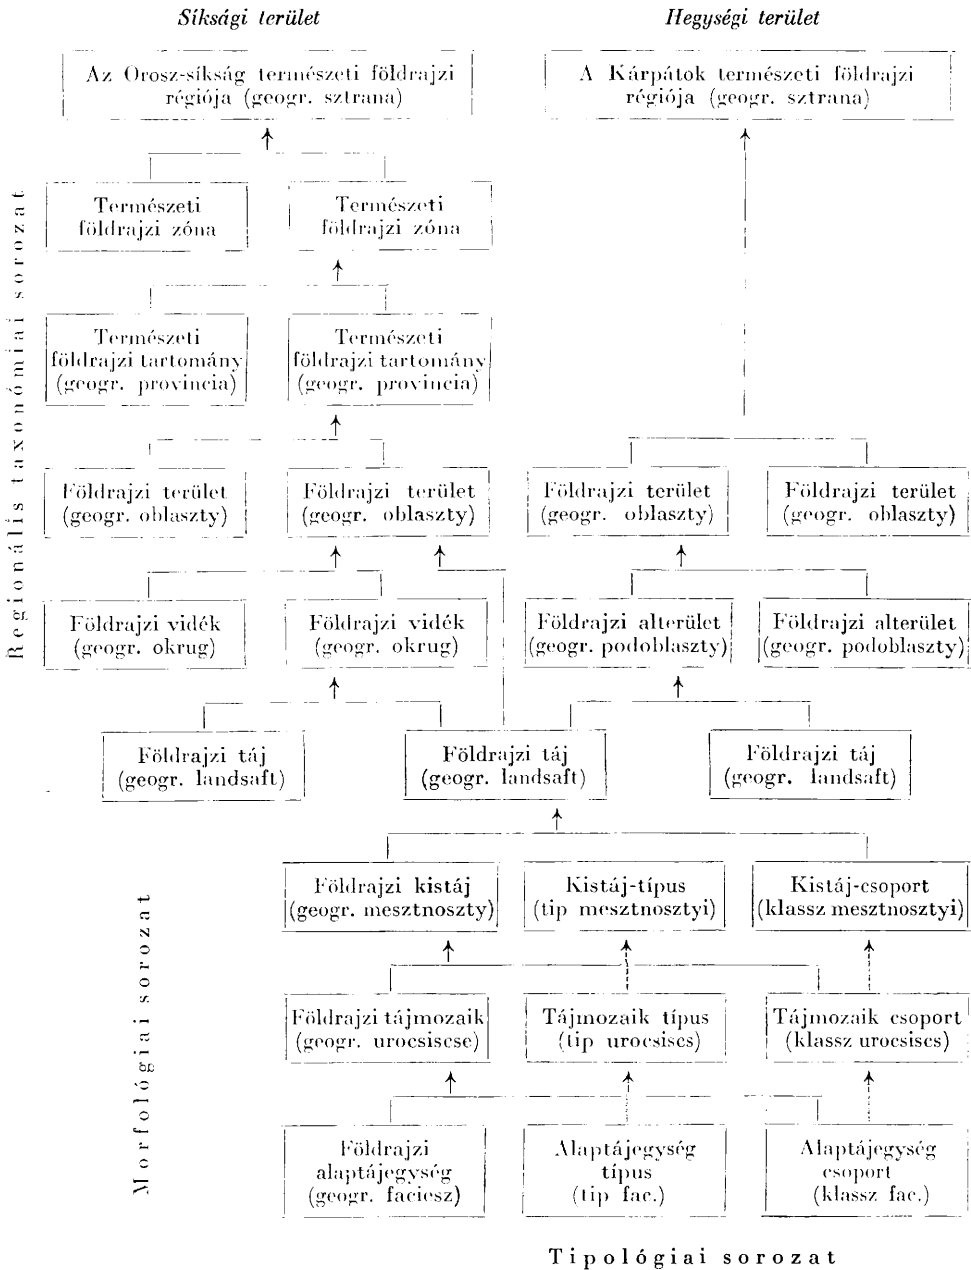 Síksági terület
Hegységi terület
Az Orosz-síkság természeti földrajzi
régiója (geogr. sztrana)
A Kárpátok természeti földrajzi
régiója (geogr. sztrana)
Természeti
földrajzi zóna
Természeti
földrajzi zóna
Természeti
földrajzi tartomány
(geogr. provincia)
Természeti
földrajzi tartomány
(geogr. provincia)
Földrajzi terület
(geogr. oblaszty)
Földrajzi terület
(geogr. oblaszty)
Földrajzi terület
(geogr. oblaszty)
Földrajzi terület
(geogr. oblaszty)
Földrajzi vidék
(geogr. okrug)
Földrajzi vidék
(geogr. okrug)
Földrajzi alterület
(geogr. podoblaszty)
Földrajzi alterület
(geogr. podoblaszty)
Földrajzi táj
(geogr. landsaft)
Földrajzi táj
(geogr. landsaft)
Földrajzi táj
(geogr. landsaft)
Regionális taxonómiai sorozat
Földrajzi kistáj
(geogr. mesztnoszty)
Kistáj-típus
(tip mesztnosztyi)
Kistáj-csoport
(klassz mesztnosztyi)
Földrajzi tájmozaik
(geogr. urocsiscse)
Tájmozaik típus
(tip urocsiscs)
Tájmozaik csoport
(klassz urocsiscs)
Földrajzi
alaptájegység
(geogr. faciesz)
Alaptájegység
típus
(tip fac.)
Alaptájegység
csoport
(klassz fac.)
Morfológiai sorozat
Tipológiai sorozat